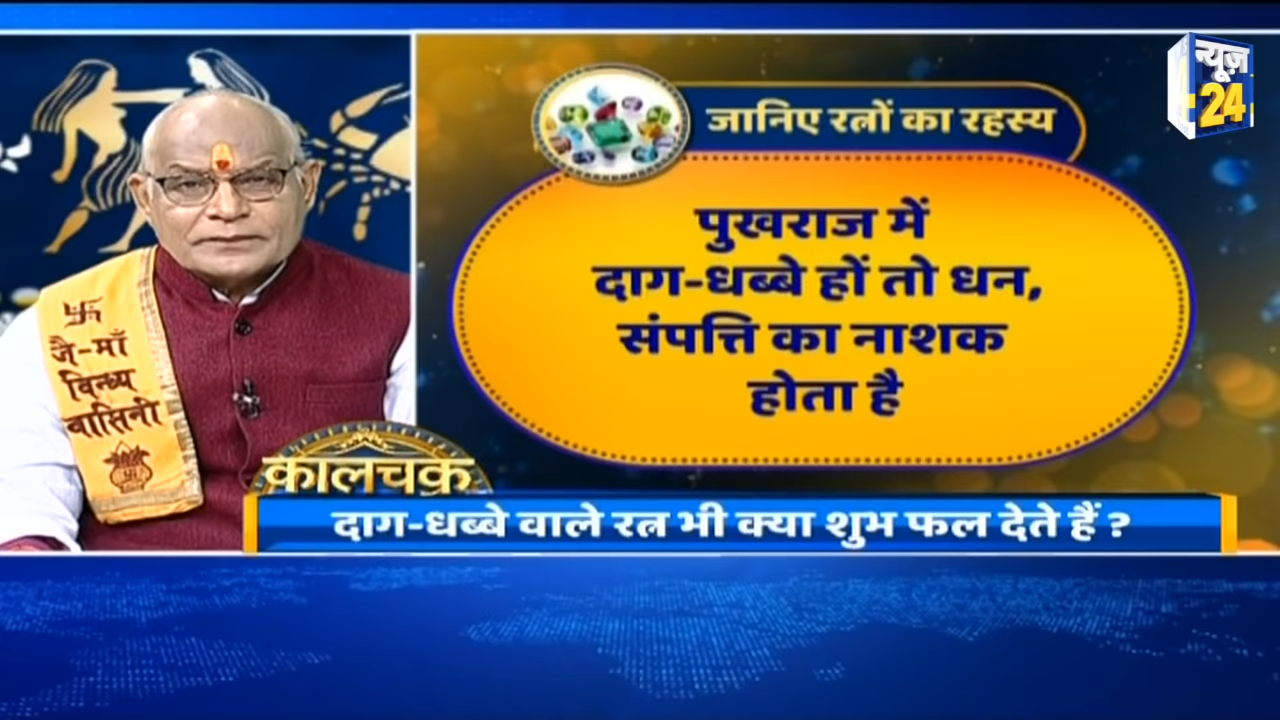 न्यूज़
24
जानिए रत्नों का रहस्य
पुखराज में
दाग-धब्बे हों तो धन,
संपत्ति का नाशक
होता है
जै-माँ
विन्ध्य
वासिनी
कालचक्र
दाग-धब्बे वाले रत्न भी क्या शुभ फल देते हैं ?